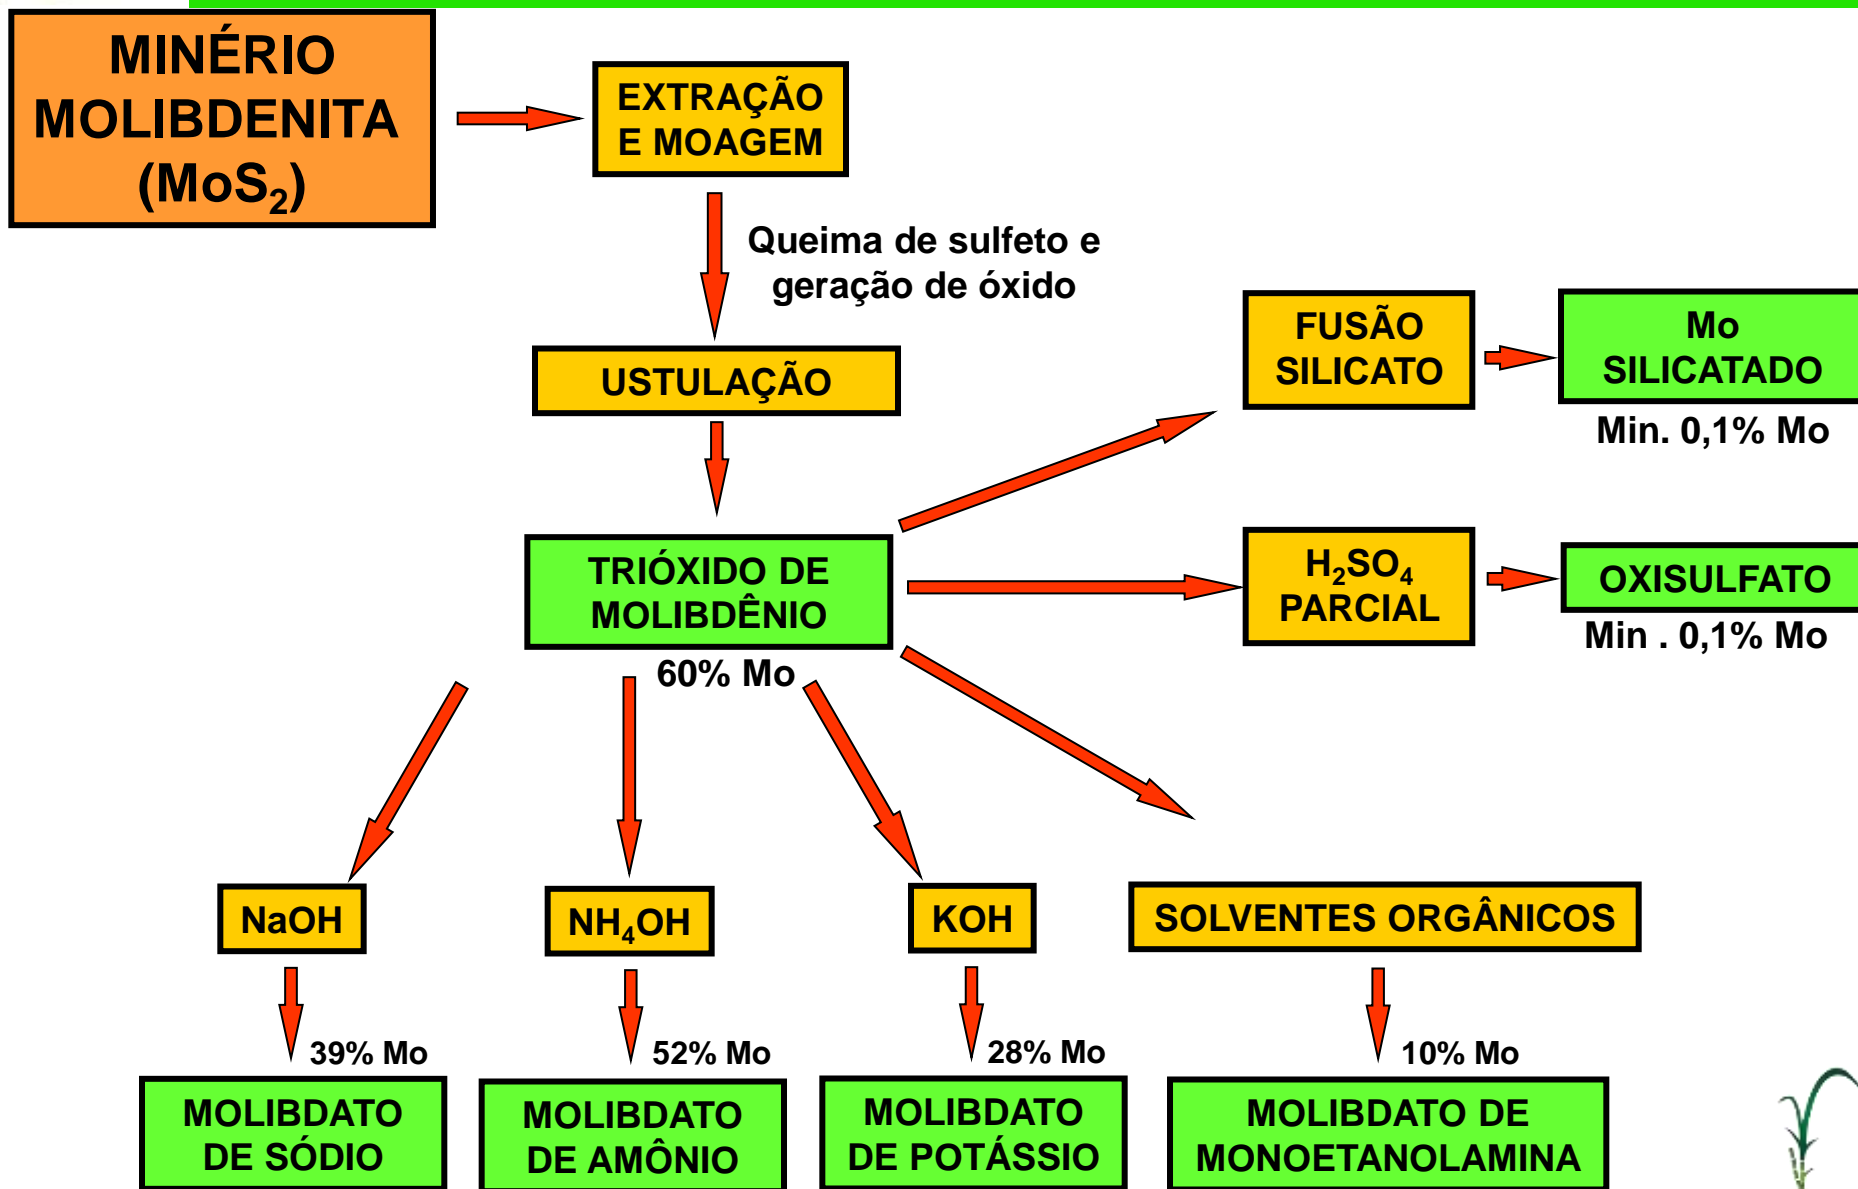 MINÉRIO
MOLIBDENITA
(MoS₂)
EXTRAÇÃO
E MOAGEM
Queima de sulfeto e
geração de óxido
USTULAÇÃO
FUSÃO
SILICATO
Mo
SILICATADO
Min. 0,1% Mo
TRIÓXIDO DE
MOLIBDÊNIO
60% Mo
H₂SO₄
PARCIAL
OXISULFATO
Min . 0,1% Mo
NaOH
NH₄OH
KOH
SOLVENTES ORGÂNICOS
39% Mo
52% Mo
28% Mo
10% Mo
MOLIBDATO
DE SÓDIO
MOLIBDATO
DE AMÔNIO
MOLIBDATO
DE POTÁSSIO
MOLIBDATO DE
MONOETANOLAMINA